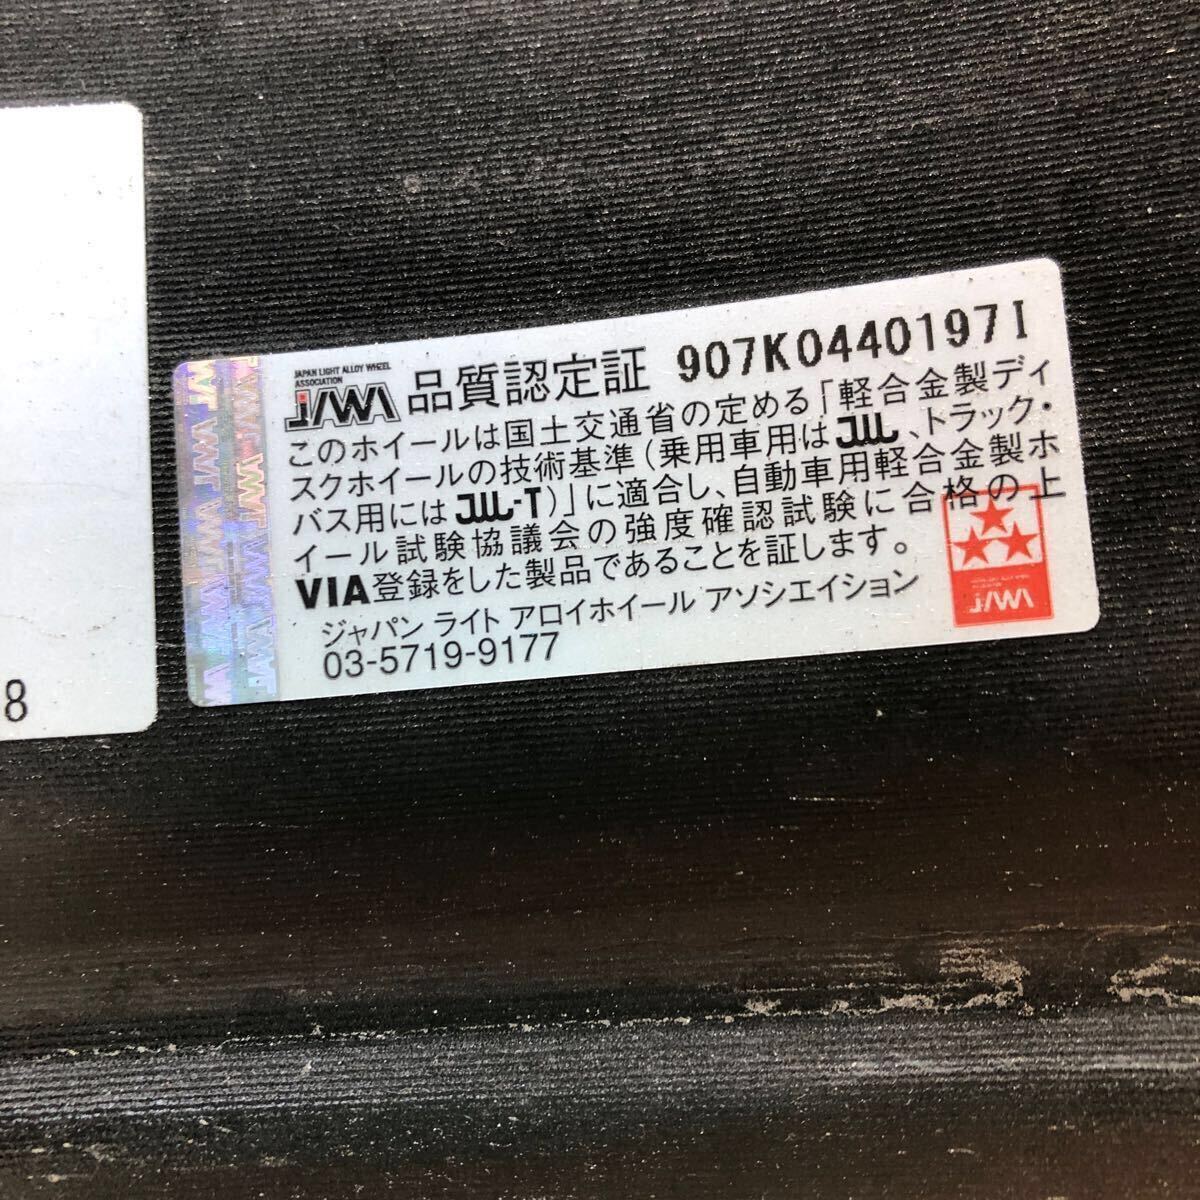 8
JAPAN LIGHT ALLOY WHEEL
ASSOCIATION
JAWA 品質認定証 907K0440197I
このホイールは国土交通省の定める「軽合金製ディ
スクホイールの技術基準(乗用車用はJWL、トラック・
バス用にはJWL-T)」に適合し、自動車用軽合金製ホ
イール試験協議会の強度確認試験に合格の上
VIA登録をした製品であることを証します。
ジャパン ライト アロイホイール アソシエイション
03-5719-9177
JAWA